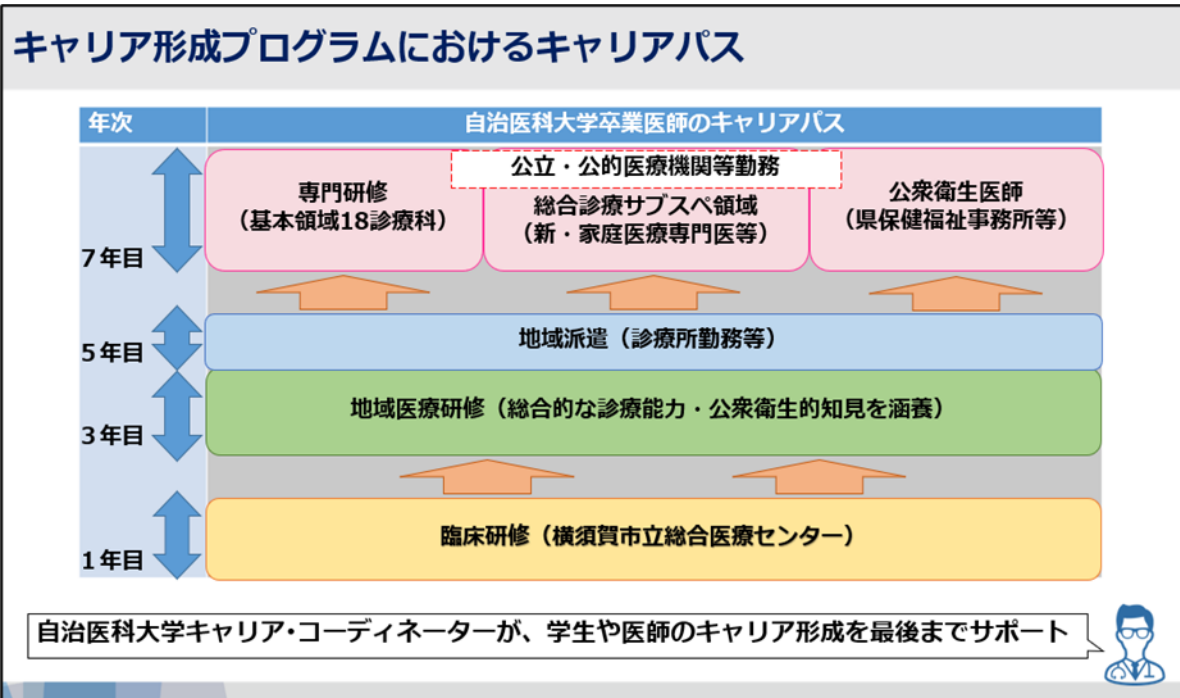 キャリア形成プログラムにおけるキャリアパス
年次
自治医科大学卒業医師のキャリアパス
公立・公的医療機関等勤務
専門研修
（基本領域18診療科）
総合診療サブスペ領域
（新・家庭医療専門医等）
公衆衛生医師
（県保健福祉事務所等）
７年目
地域派遣（診療所勤務等）
５年目
地域医療研修（総合的な診療能力・公衆衛生的知見を涵養）
３年目
臨床研修（横須賀市立総合医療センター）
１年目
自治医科大学キャリア・コーディネーターが、学生や医師のキャリア形成を最後までサポート